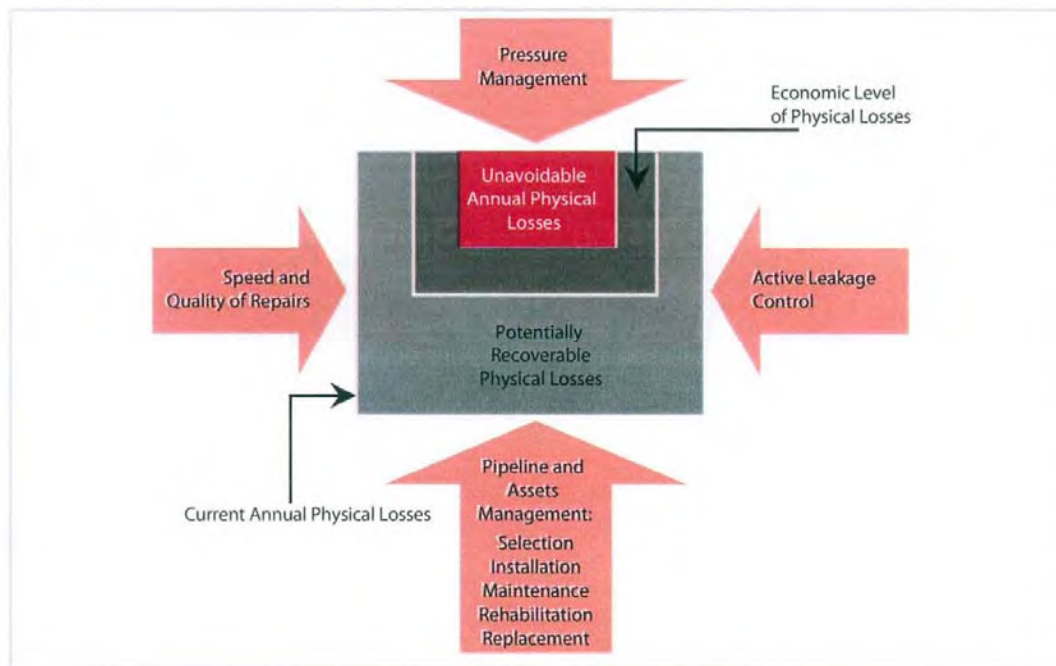 Pressure
Management
Economic Level
of Physical Losses
Unavoidable
Annual Physical
Losses
Speed and
Quality of Repairs
Active Leakage
Control
Potentially
Recoverable
Physical Losses
Current Annual Physical Losses
Pipeline and
Assets
Management:
Selection
Installation
Maintenance
Rehabilitation
Replacement